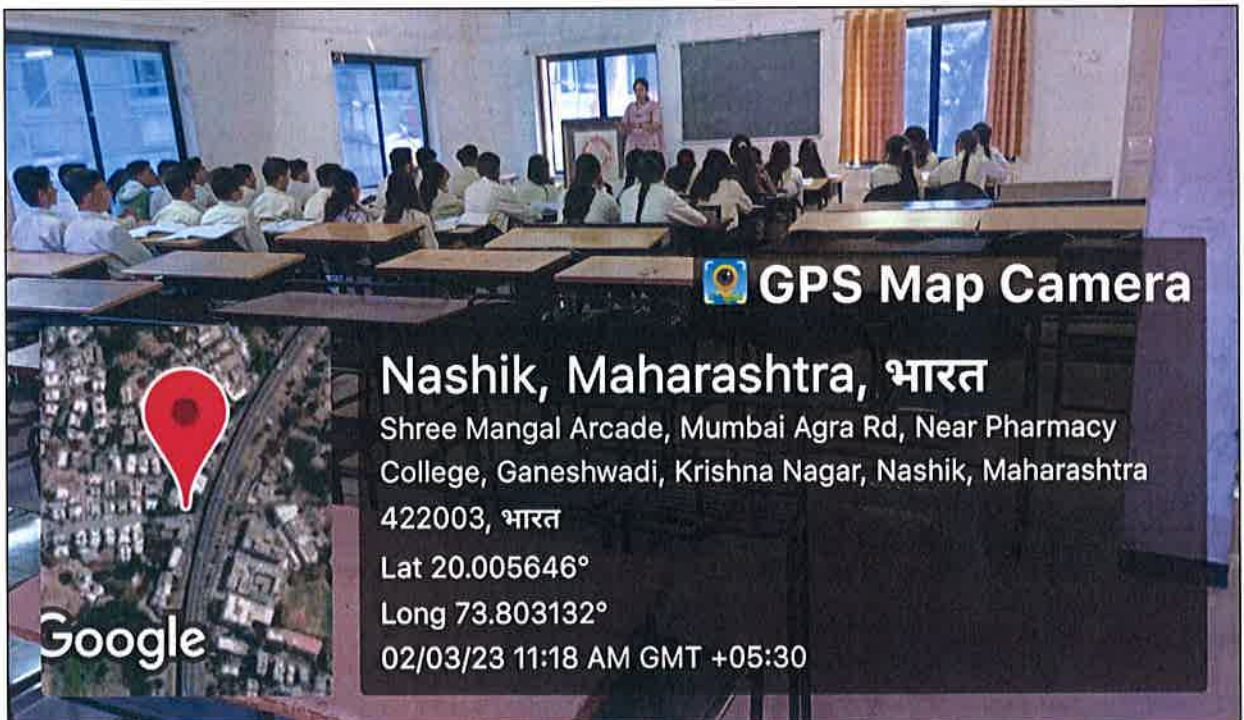 GPS Map Camera
Nashik, Maharashtra, भारत
Shree Mangal Arcade, Mumbai Agra Rd, Near Pharmacy
College, Ganeshwadi, Krishna Nagar, Nashik, Maharashtra
422003, भारत
Lat 20.005646°
Long 73.803132°
02/03/23 11:18 AM GMT +05:30
Google